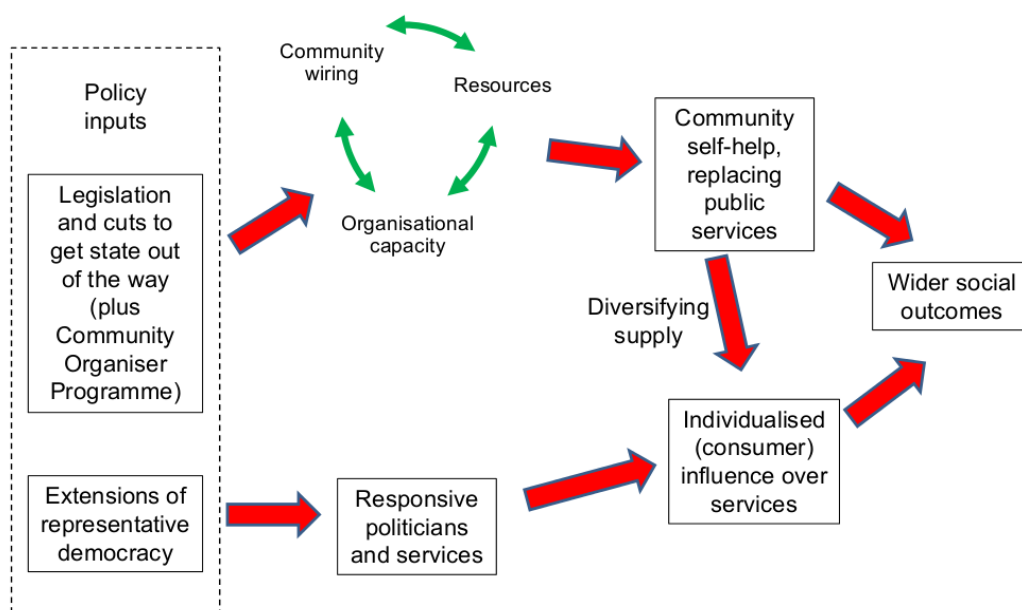 Policy
inputs
Legislation
and cuts to
get state out
of the way
(plus
Community
Organiser
Programme)
Extensions of
representative
democracy
Community
wiring
Resources
Organisational
capacity
Responsive
politicians
and services
Community
self-help,
replacing
public
services
Diversifying
supply
Individualised
(consumer)
influence over
services
Wider social
outcomes